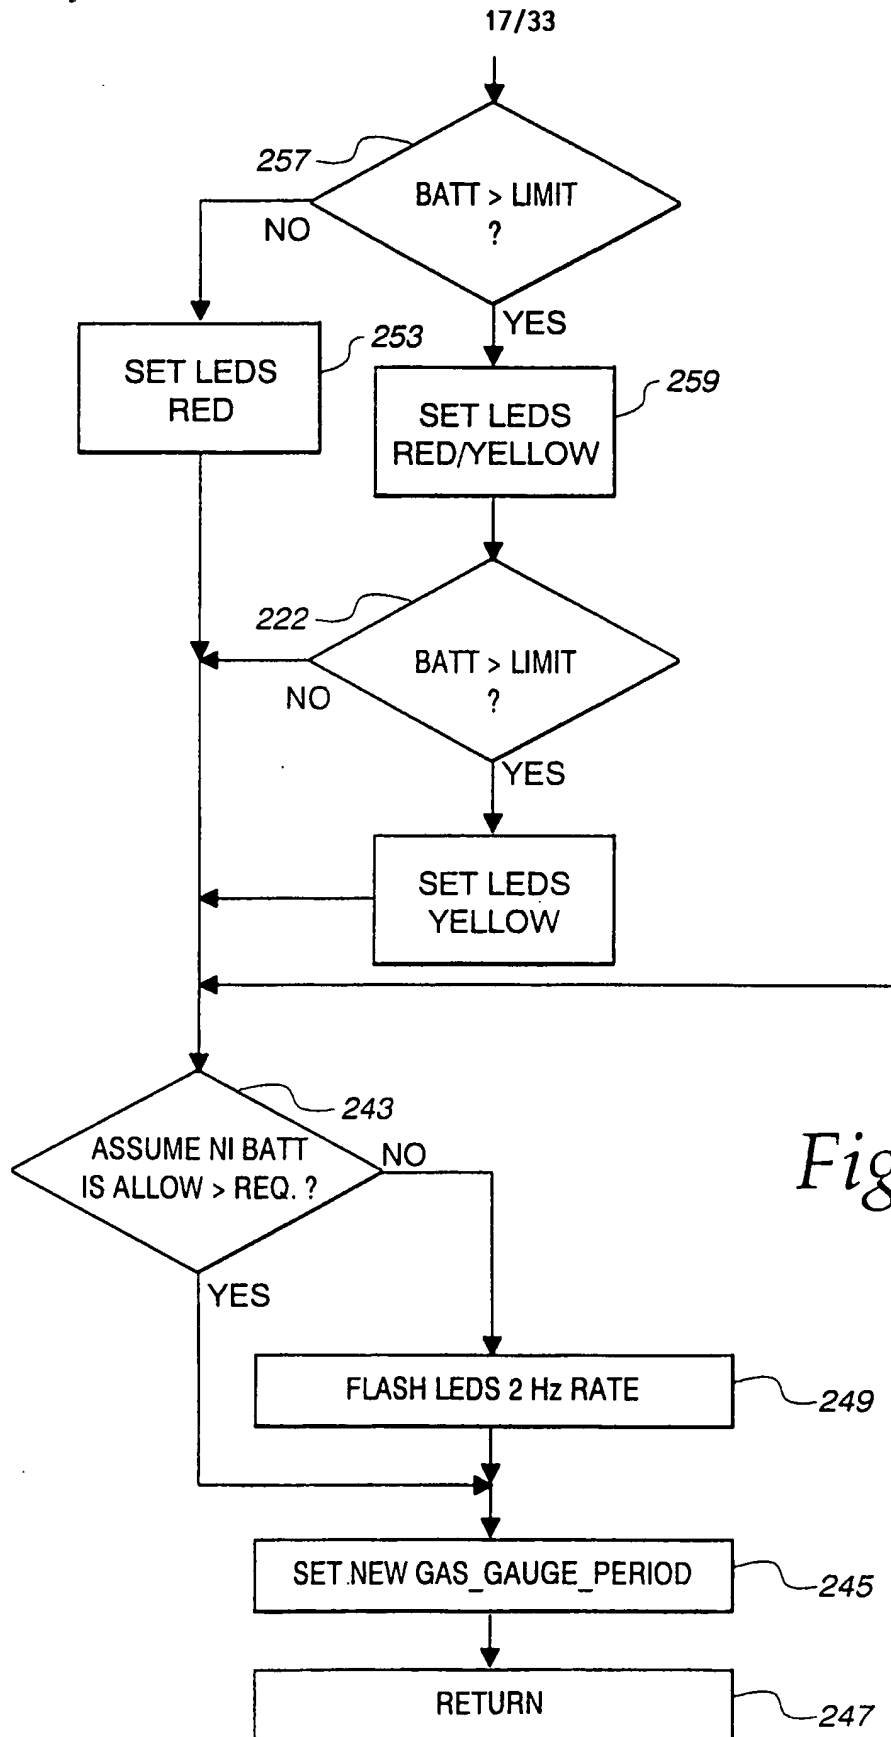 17/33
257
BATT > LIMIT
?
NO
YES
253
SET LEDS
RED
259
SET LEDS
RED/YELLOW
222
BATT > LIMIT
?
NO
YES
SET LEDS
YELLOW
243
ASSUME NI BATT
IS ALLOW > REQ. ?
NO
YES
Fig
FLASH LEDS 2 Hz RATE
249
SET NEW GAS_GAUGE_PERIOD
245
RETURN
247